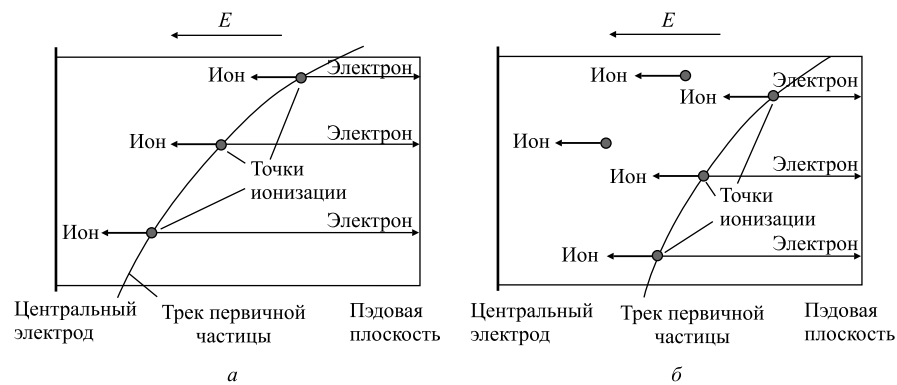 E
Ион
Электрон
Ион
Электрон
Точки
ионизации
Ион
Электрон
Центральный
электрод
Трек первичной
частицы
Пэдовая
плоскость
а
E
Ион
Ион
Электрон
Ион
Ион
Электрон
Точки
ионизации
Ион
Электрон
Центральный
электрод
Трек первичной
частицы
Пэдовая
плоскость
б